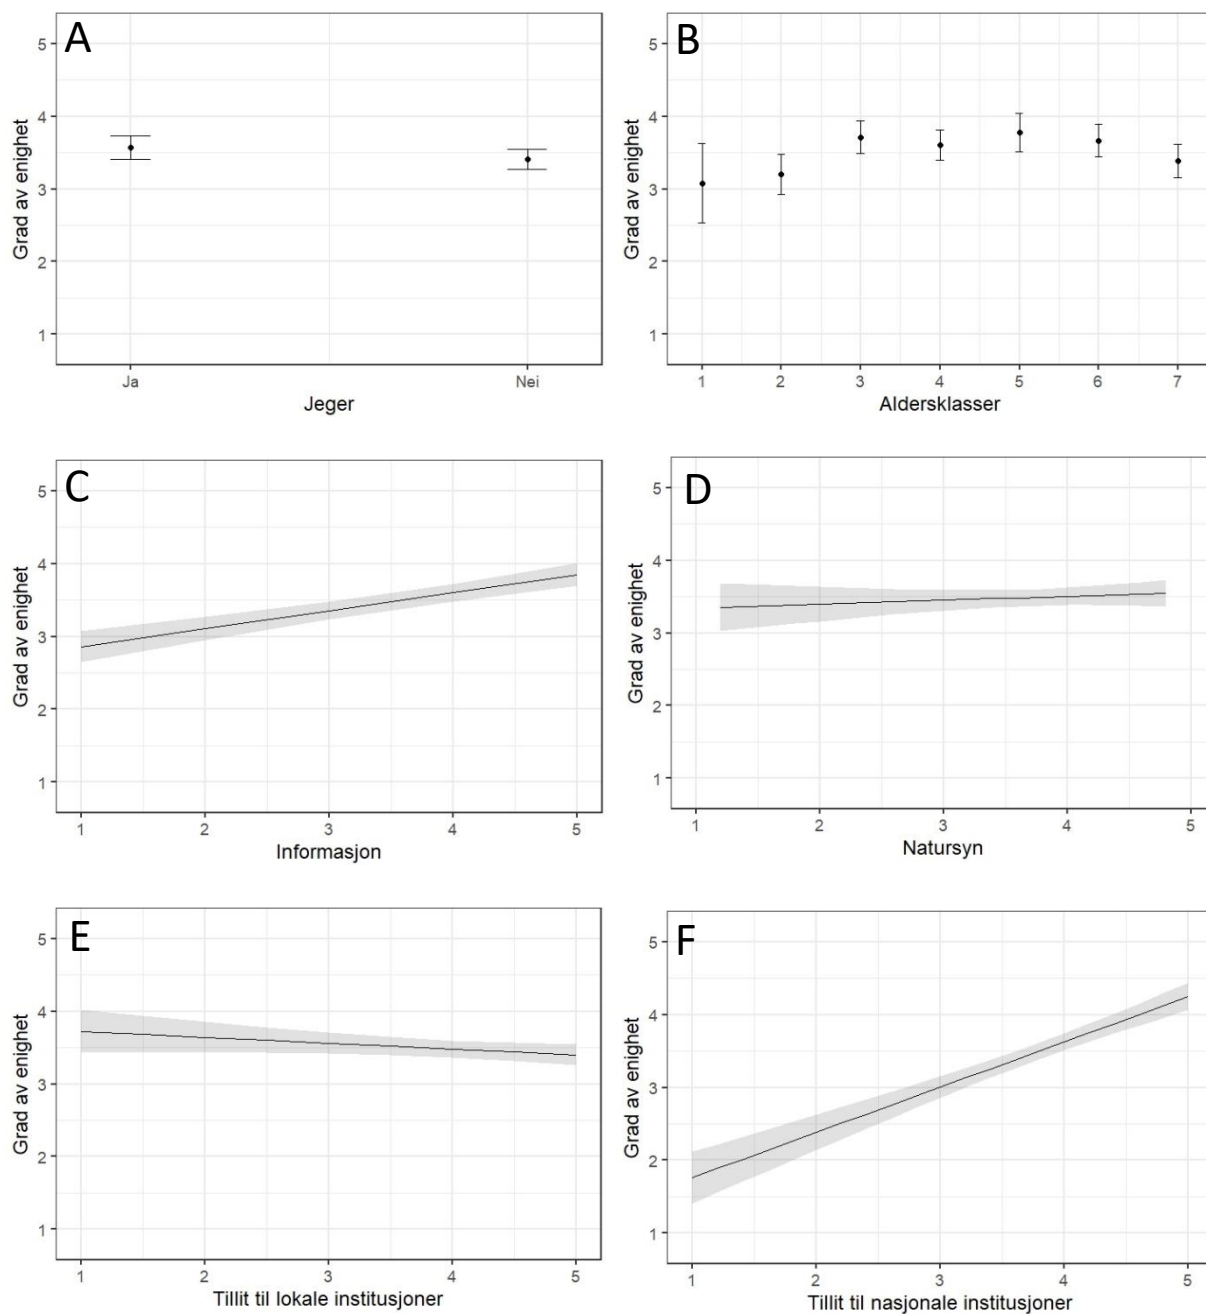 A
Grad av enighet
5
4
3
2
1
Ja
Nei
Jeger
B
Grad av enighet
5
4
3
2
1
1 2 3 4 5 6 7
Aldersklasser
C
Grad av enighet
5
4
3
2
1
1 2 3 4 5
Informasjon
D
Grad av enighet
5
4
3
2
1
1 2 3 4 5
Natursyn
E
Grad av enighet
5
4
3
2
1
1 2 3 4 5
Tillit til lokale institusjoner
F
Grad av enighet
5
4
3
2
1
1 2 3 4 5
Tillit til nasjonale institusjoner